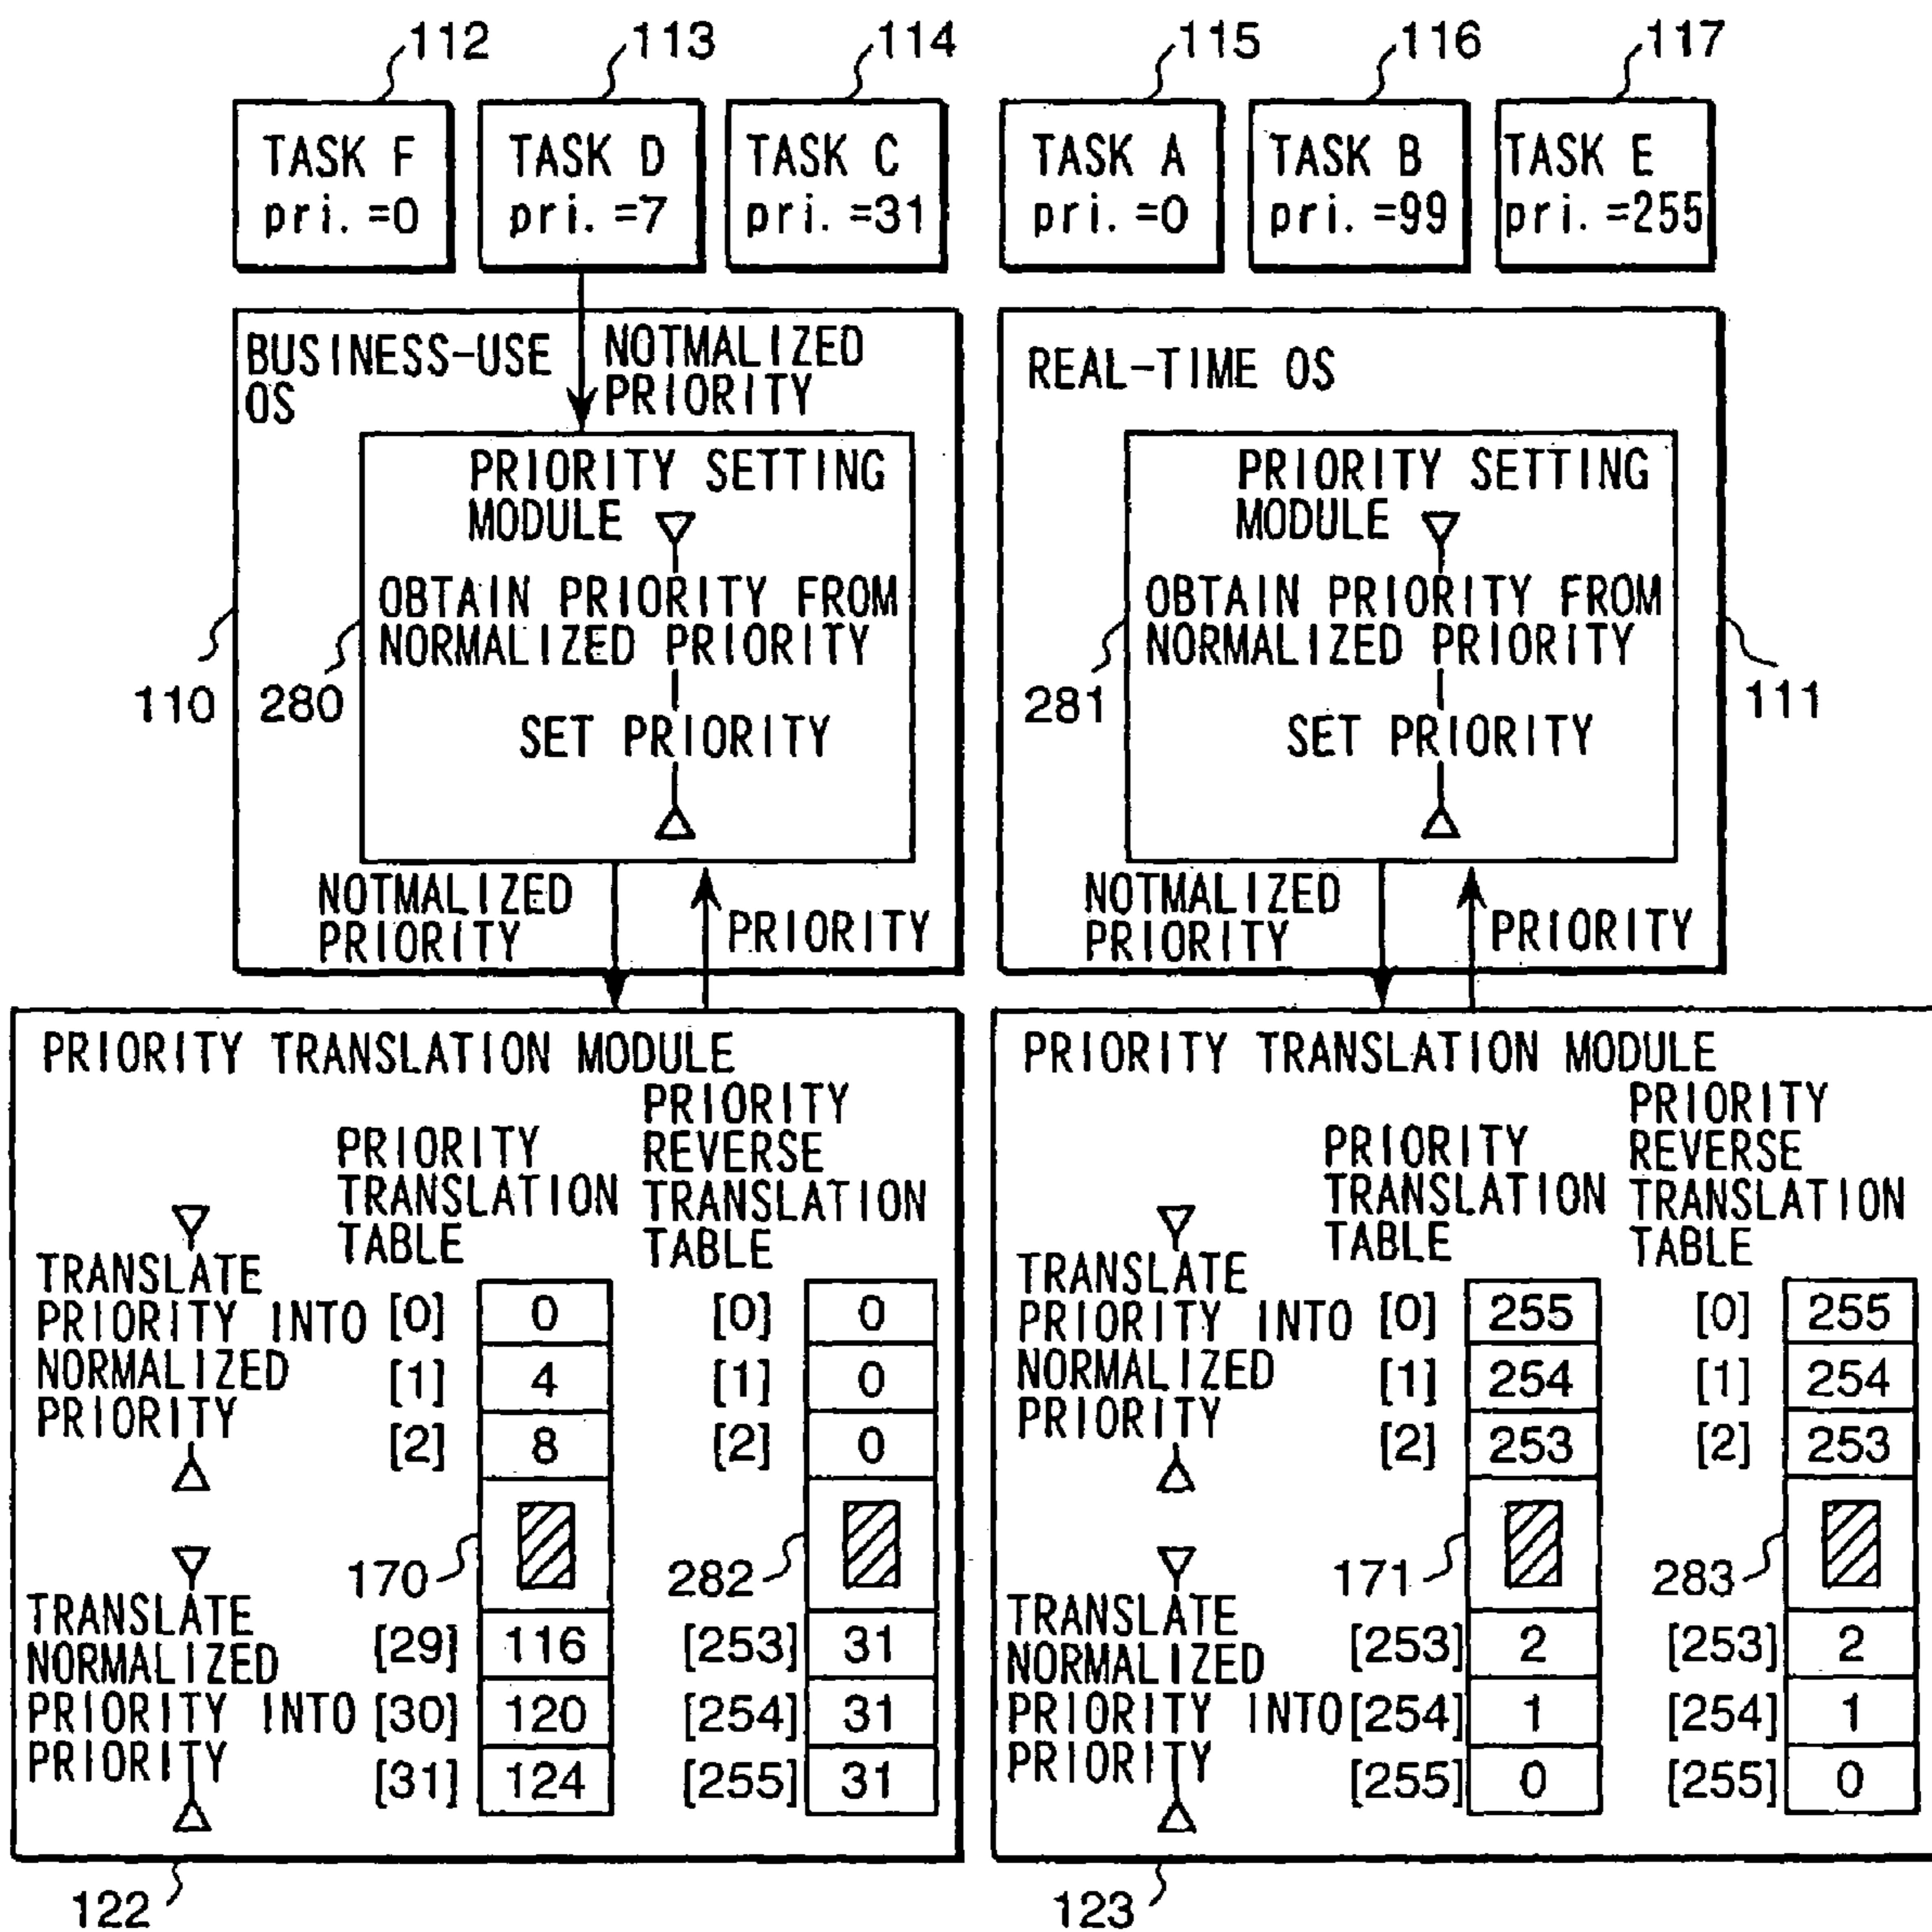 112
113
114
115
116
117
TASK F
pri.=0
TASK D
pri.=7
TASK C
pri.=31
TASK A
pri.=0
TASK B
pri.=99
TASK E
pri.=255
BUSINESS-USE
OS
NOTMALIZED
PRIORITY
PRIORITY SETTING
MODULE
OBTAIN PRIORITY FROM
NORMALIZED PRIORITY
SET PRIORITY
110
280
NOTMALIZED
PRIORITY
PRIORITY
REAL-TIME OS
PRIORITY SETTING
MODULE
OBTAIN PRIORITY FROM
NORMALIZED PRIORITY
SET PRIORITY
281
111
NOTMALIZED
PRIORITY
PRIORITY
PRIORITY TRANSLATION MODULE
TRANSLATE
PRIORITY INTO
NORMALIZED
PRIORITY
TRANSLATE
NORMALIZED
PRIORITY INTO
PRIORITY
PRIORITY
TRANSLATION
TABLE
[0] 0
[1] 4
[2] 8
170
[29] 116
[30] 120
[31] 124
PRIORITY
REVERSE
TRANSLATION
TABLE
[0] 0
[1] 0
[2] 0
282
[253] 31
[254] 31
[255] 31
122
PRIORITY TRANSLATION MODULE
TRANSLATE
PRIORITY INTO
NORMALIZED
PRIORITY
TRANSLATE
NORMALIZED
PRIORITY INTO
PRIORITY
PRIORITY
TRANSLATION
TABLE
[0] 255
[1] 254
[2] 253
171
[253] 2
[254] 1
[255] 0
PRIORITY
REVERSE
TRANSLATION
TABLE
[0] 255
[1] 254
[2] 253
283
[253] 2
[254] 1
[255] 0
123